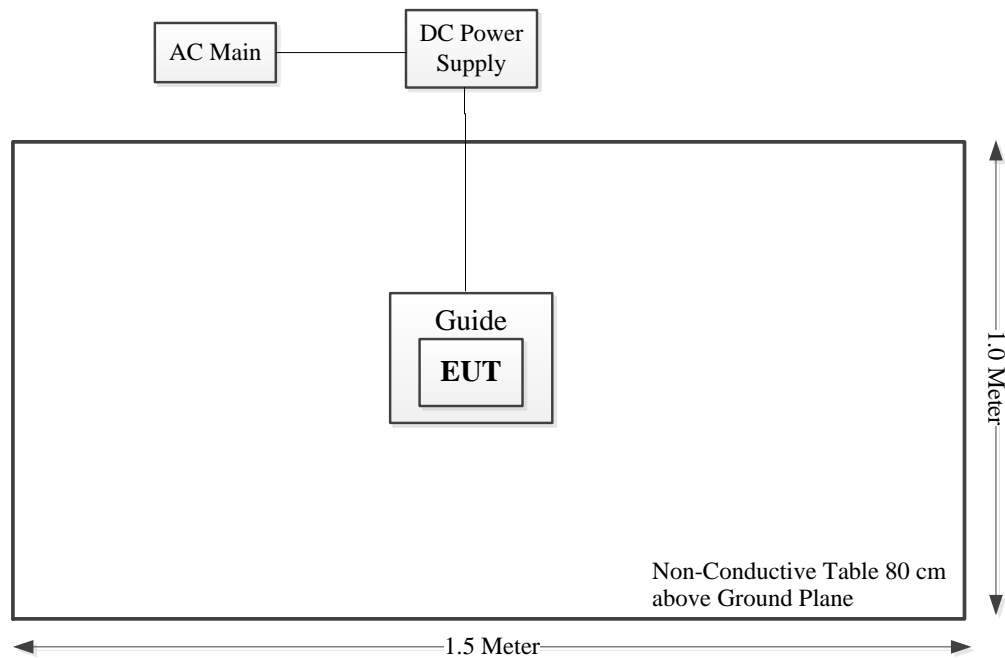 AC Main
DC Power
Supply
Guide
EUT
1.0 Meter
Non-Conductive Table 80 cm
above Ground Plane
1.5 Meter